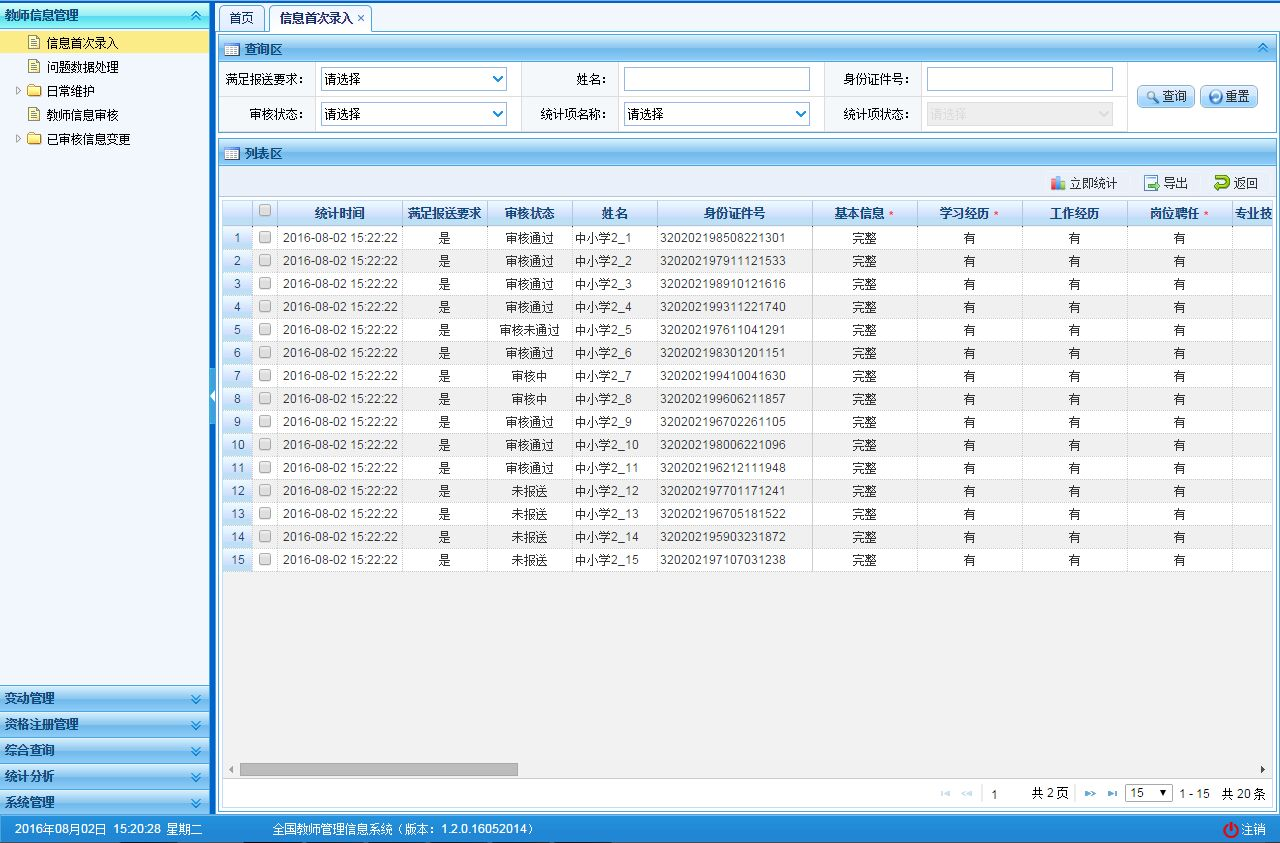 教师信息管理
信息首次录入
问题数据处理
日常维护
教师信息审核
已审核信息变更
变动管理
资格注册管理
综合查询
统计分析
系统管理
首页 信息首次录入 ×
查询区
满足报送要求： 请选择 姓名： 身份证件号：
审核状态： 请选择 统计项名称： 请选择 统计项状态： 请选择
查询 重置
列表区
立即统计 导出 返回
统计时间 满足报送要求 审核状态 姓名 身份证件号 基本信息 * 学习经历 * 工作经历 岗位聘任 * 专业技
1 2016-08-02 15:22:22 是 审核通过 中小学2_1 320202198508221301 完整 有 有 有
2 2016-08-02 15:22:22 是 审核通过 中小学2_2 320202197911121533 完整 有 有 有
3 2016-08-02 15:22:22 是 审核通过 中小学2_3 320202198910121616 完整 有 有 有
4 2016-08-02 15:22:22 是 审核通过 中小学2_4 320202199311221740 完整 有 有 有
5 2016-08-02 15:22:22 是 审核未通过 中小学2_5 320202197611041291 完整 有 有 有
6 2016-08-02 15:22:22 是 审核通过 中小学2_6 320202198301201151 完整 有 有 有
7 2016-08-02 15:22:22 是 审核中 中小学2_7 320202199410041630 完整 有 有 有
8 2016-08-02 15:22:22 是 审核中 中小学2_8 320202199606211857 完整 有 有 有
9 2016-08-02 15:22:22 是 审核通过 中小学2_9 320202196702261105 完整 有 有 有
10 2016-08-02 15:22:22 是 审核通过 中小学2_10 320202198006221096 完整 有 有 有
11 2016-08-02 15:22:22 是 审核通过 中小学2_11 320202196212111948 完整 有 有 有
12 2016-08-02 15:22:22 是 未报送 中小学2_12 320202197701171241 完整 有 有 有
13 2016-08-02 15:22:22 是 未报送 中小学2_13 320202196705181522 完整 有 有 有
14 2016-08-02 15:22:22 是 未报送 中小学2_14 320202195903231872 完整 有 有 有
15 2016-08-02 15:22:22 是 未报送 中小学2_15 320202197107031238 完整 有 有 有
1 共 2 页 15 1 - 15 共 20 条
2016年08月02日 15:20:28 星期二 全国教师管理信息系统（版本：1.2.0.16052014） 注销